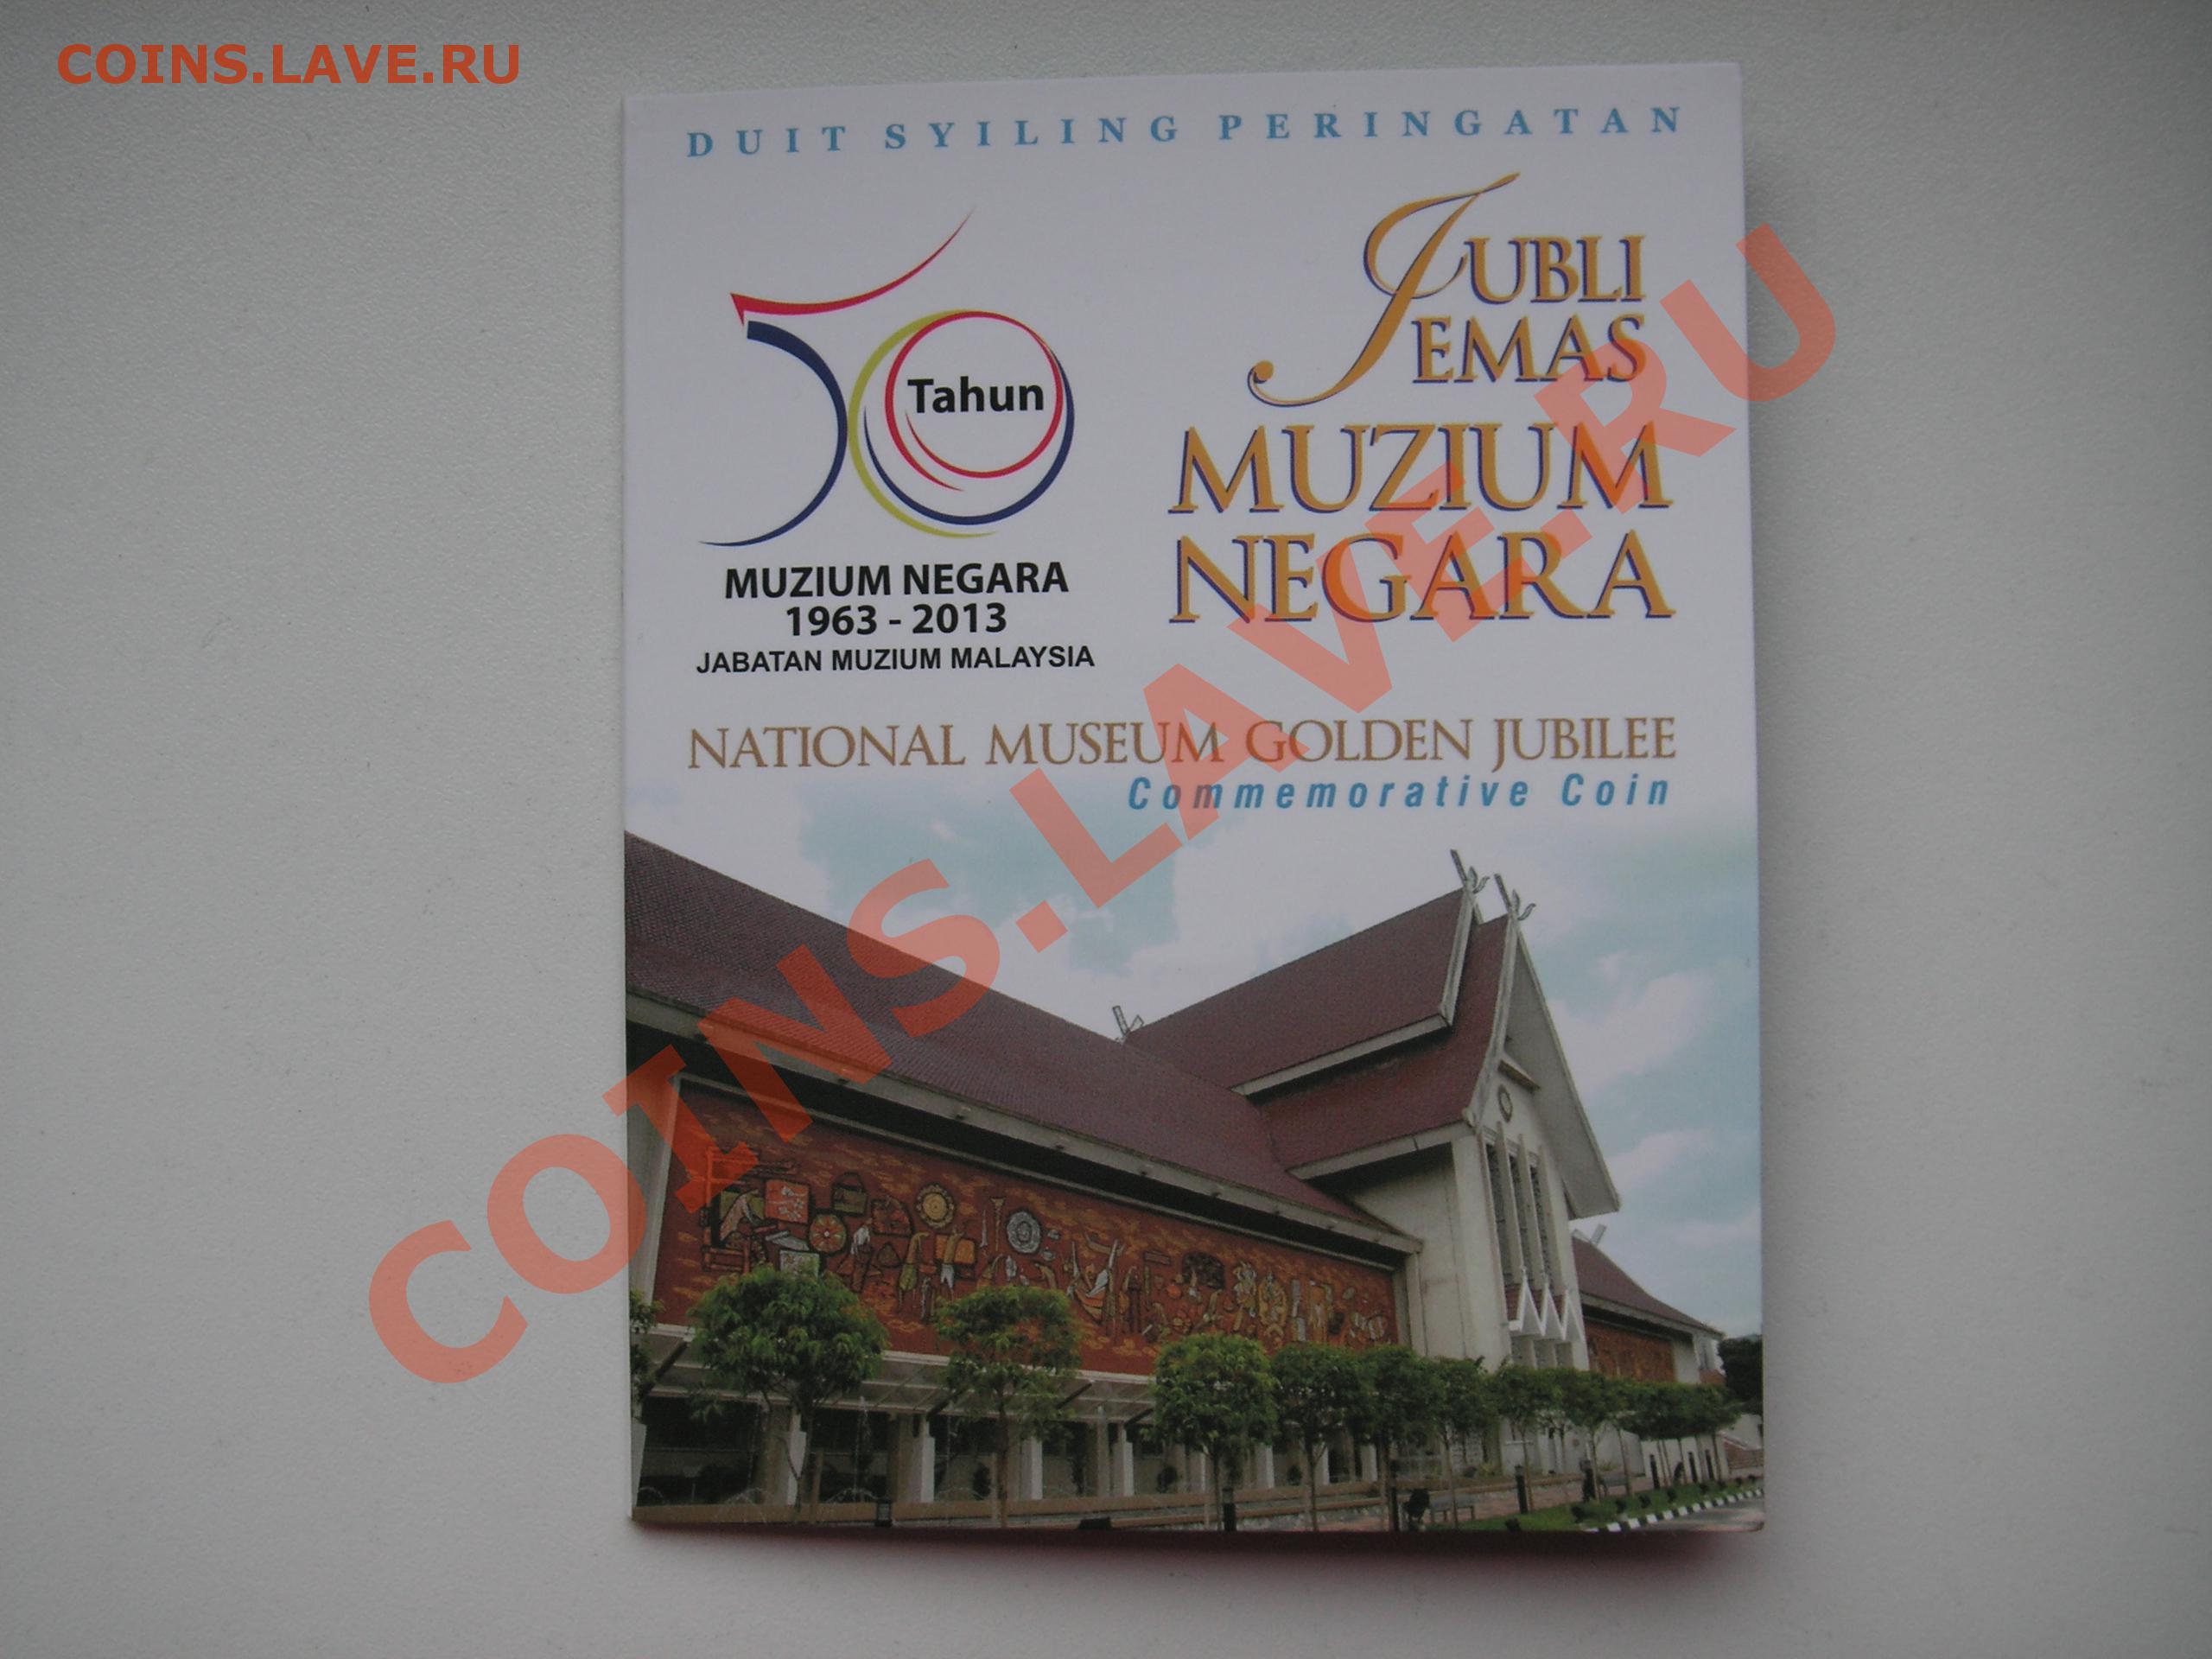 COINS.LAVE.RU
DUIT SYILING PERINGATAN
JUBLI
EMAS
MUZIUM
NEGARA
50
Tahun
MUZIUM NEGARA
1963 - 2013
JABATAN MUZIUM MALAYSIA
NATIONAL MUSEUM GOLDEN JUBILEE
Commemorative Coin
COINS.LAVE.RU